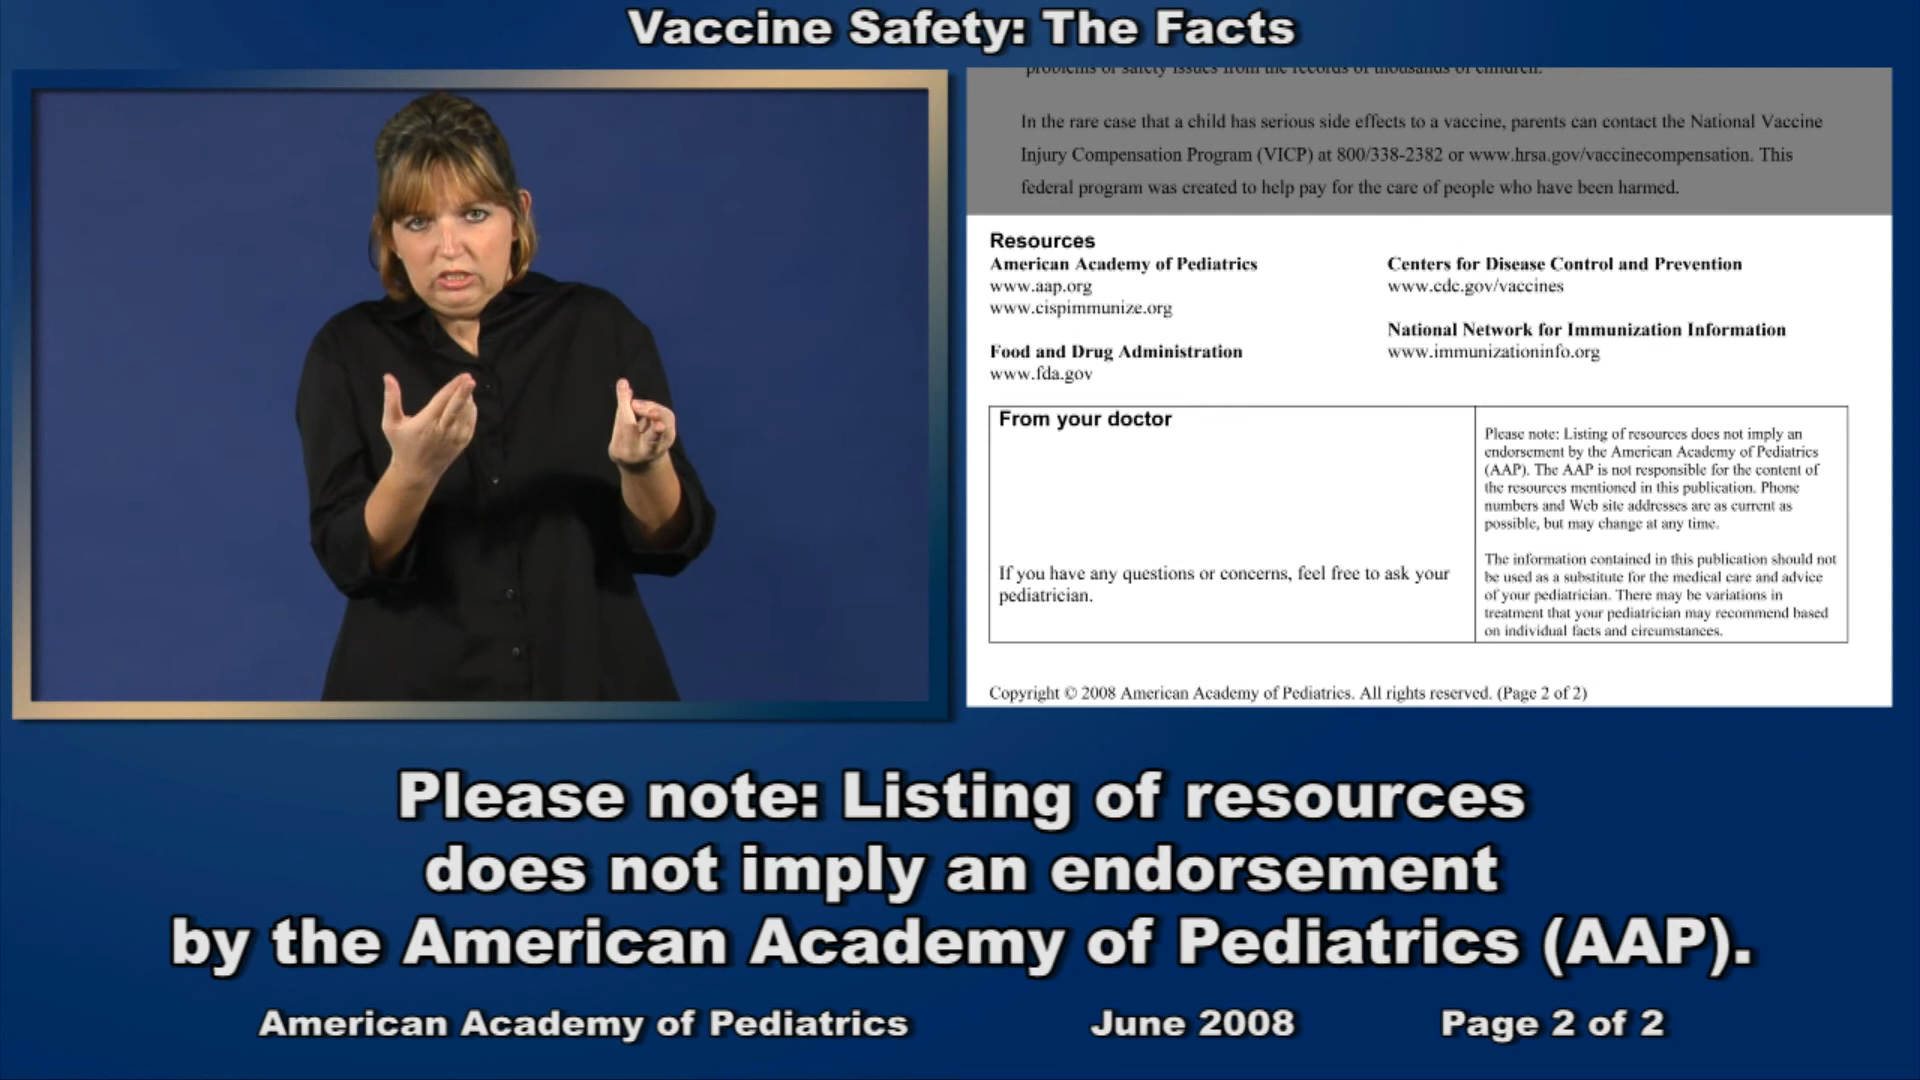 Vaccine Safety: The Facts
problems or safety issues from the records of thousands of children.
In the rare case that a child has serious side effects to a vaccine, parents can contact the National Vaccine
Injury Compensation Program (VICP) at 800/338-2382 or www.hrsa.gov/vaccinecompensation. This
federal program was created to help pay for the care of people who have been harmed.
Resources
American Academy of Pediatrics
www.aap.org
www.cispimmunize.org
Food and Drug Administration
www.fda.gov
Centers for Disease Control and Prevention
www.cdc.gov/vaccines
National Network for Immunization Information
www.immunizationinfo.org
From your doctor
If you have any questions or concerns, feel free to ask your
pediatrician.
Please note: Listing of resources does not imply an
endorsement by the American Academy of Pediatrics
(AAP). The AAP is not responsible for the content of
the resources mentioned in this publication. Phone
numbers and Web site addresses are as current as
possible, but may change at any time.
The information contained in this publication should not
be used as a substitute for the medical care and advice
of your pediatrician. There may be variations in
treatment that your pediatrician may recommend based
on individual facts and circumstances.
Copyright © 2008 American Academy of Pediatrics. All rights reserved. (Page 2 of 2)
Please note: Listing of resources
does not imply an endorsement
by the American Academy of Pediatrics (AAP).
American Academy of Pediatrics June 2008 Page 2 of 2